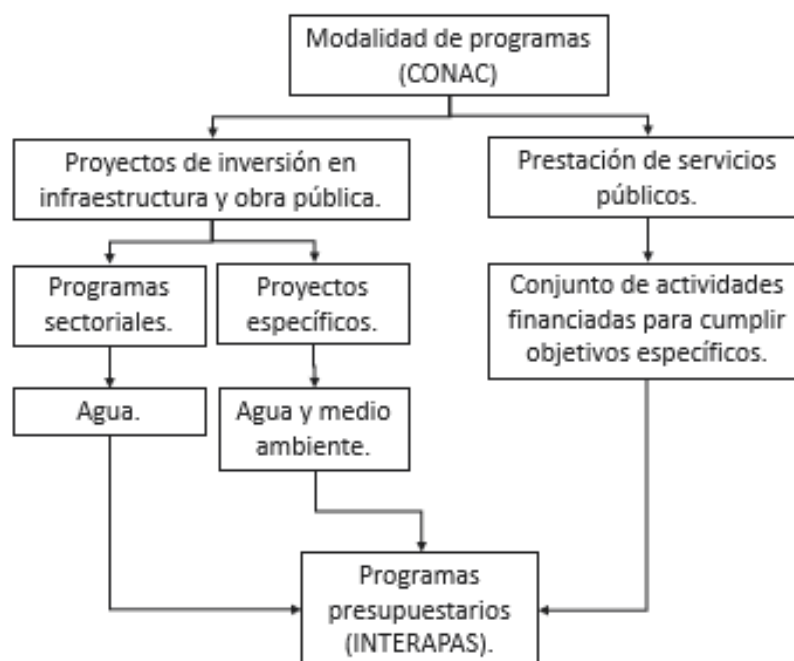 Modalidad de programas
(CONAC)
Proyectos de inversión en
infraestructura y obra pública.
Prestación de servicios
públicos.
Programas
sectoriales.
Proyectos
específicos.
Conjunto de actividades
financiadas para cumplir
objetivos específicos.
Agua.
Agua y medio
ambiente.
Programas
presupuestarios
(INTERAPAS).